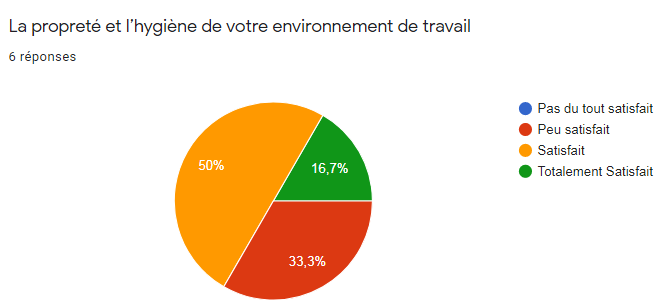 La propreté et l'hygiène de votre environnement de travail
6 réponses
Pas du tout satisfait
Peu satisfait
Satisfait
Totalement Satisfait
50%
16,7%
33,3%